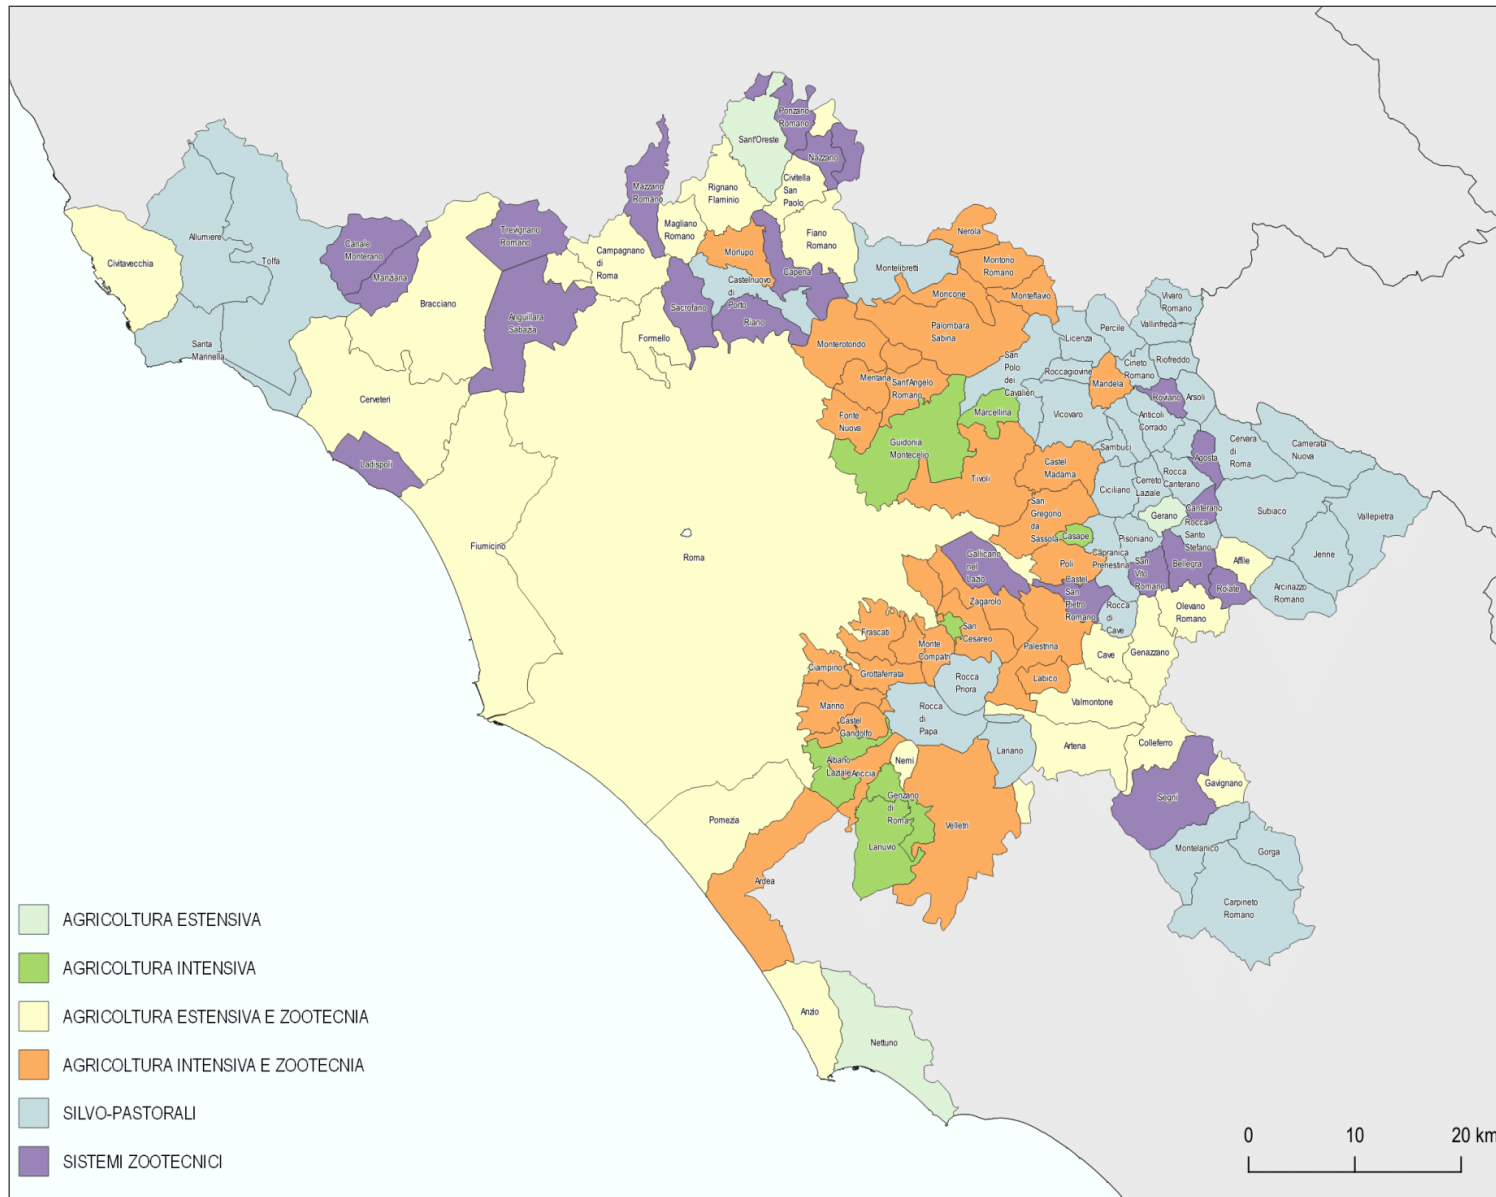 Ponzano
Romano
Sant'Oreste
Nazzano
Mazzano
Romano
Rignano
Flaminio
Civitella
San
Paolo
Magliano
Romano
Fiano
Romano
Nerola
Allumiere
Tolfa
Civitavecchia
Canale
Monterano
Manziana
Trevignano
Romano
Campagnano
di
Roma
Morlupo
Capena
Castelnuovo
di
Porto
Montelibretti
Montorio
Romano
Moricone
Monteflavio
Bracciano
Anguillara
Sabazia
Sacrofano
Riano
Formello
Santa
Marinella
Monterotondo
Palombara
Sabina
Vivaro
Romano
Vallinfreda
Percile
Licenza
Riofreddo
Cineto
Romano
Roccagiovine
Mandela
San
Polo
dei
Cavalieri
Mentana
Sant'Angelo
Romano
Cerveteri
Fonte
Nuova
Marcellina
Vicovaro
Roviano
Arsoli
Anticoli
Corrado
Guidonia
Montecelio
Sambuci
Cervara
di
Roma
Camerata
Nuova
Agosta
Ladispoli
Tivoli
Castel
Madama
Ciciliano
Cerreto
Laziale
Rocca
Canterano
Subiaco
Vallepietra
San
Gregorio
da
Sassola
Gerano
Canterano
Rocca
Santo
Stefano
Casape
Pisoniano
Fiumicino
Roma
Gallicano
nel
Lazio
Poli
Capranica
Prenestina
Jenne
Affile
San
Vito
Romano
Bellegra
Roiate
Arcinazzo
Romano
Castel
San
Pietro
Romano
Zagarolo
Rocca
di
Cave
Olevano
Romano
Frascati
San
Cesareo
Monte
Compatri
Palestrina
Cave
Genazzano
Ciampino
Grottaferrata
Rocca
Priora
Labico
Valmontone
Marino
Castel
Gandolfo
Rocca
di
Papa
Lariano
Artena
Colleferro
Albano
Laziale
Ariccia
Nemi
Genzano
di
Roma
Segni
Gavignano
Pomezia
Velletri
Lanuvio
Montelanico
Gorga
Ardea
Carpineto
Romano
Anzio
Nettuno
AGRICOLTURA ESTENSIVA
AGRICOLTURA INTENSIVA
AGRICOLTURA ESTENSIVA E ZOOTECNIA
AGRICOLTURA INTENSIVA E ZOOTECNIA
SILVO-PASTORALI
SISTEMI ZOOTECNICI
0 10 20 km